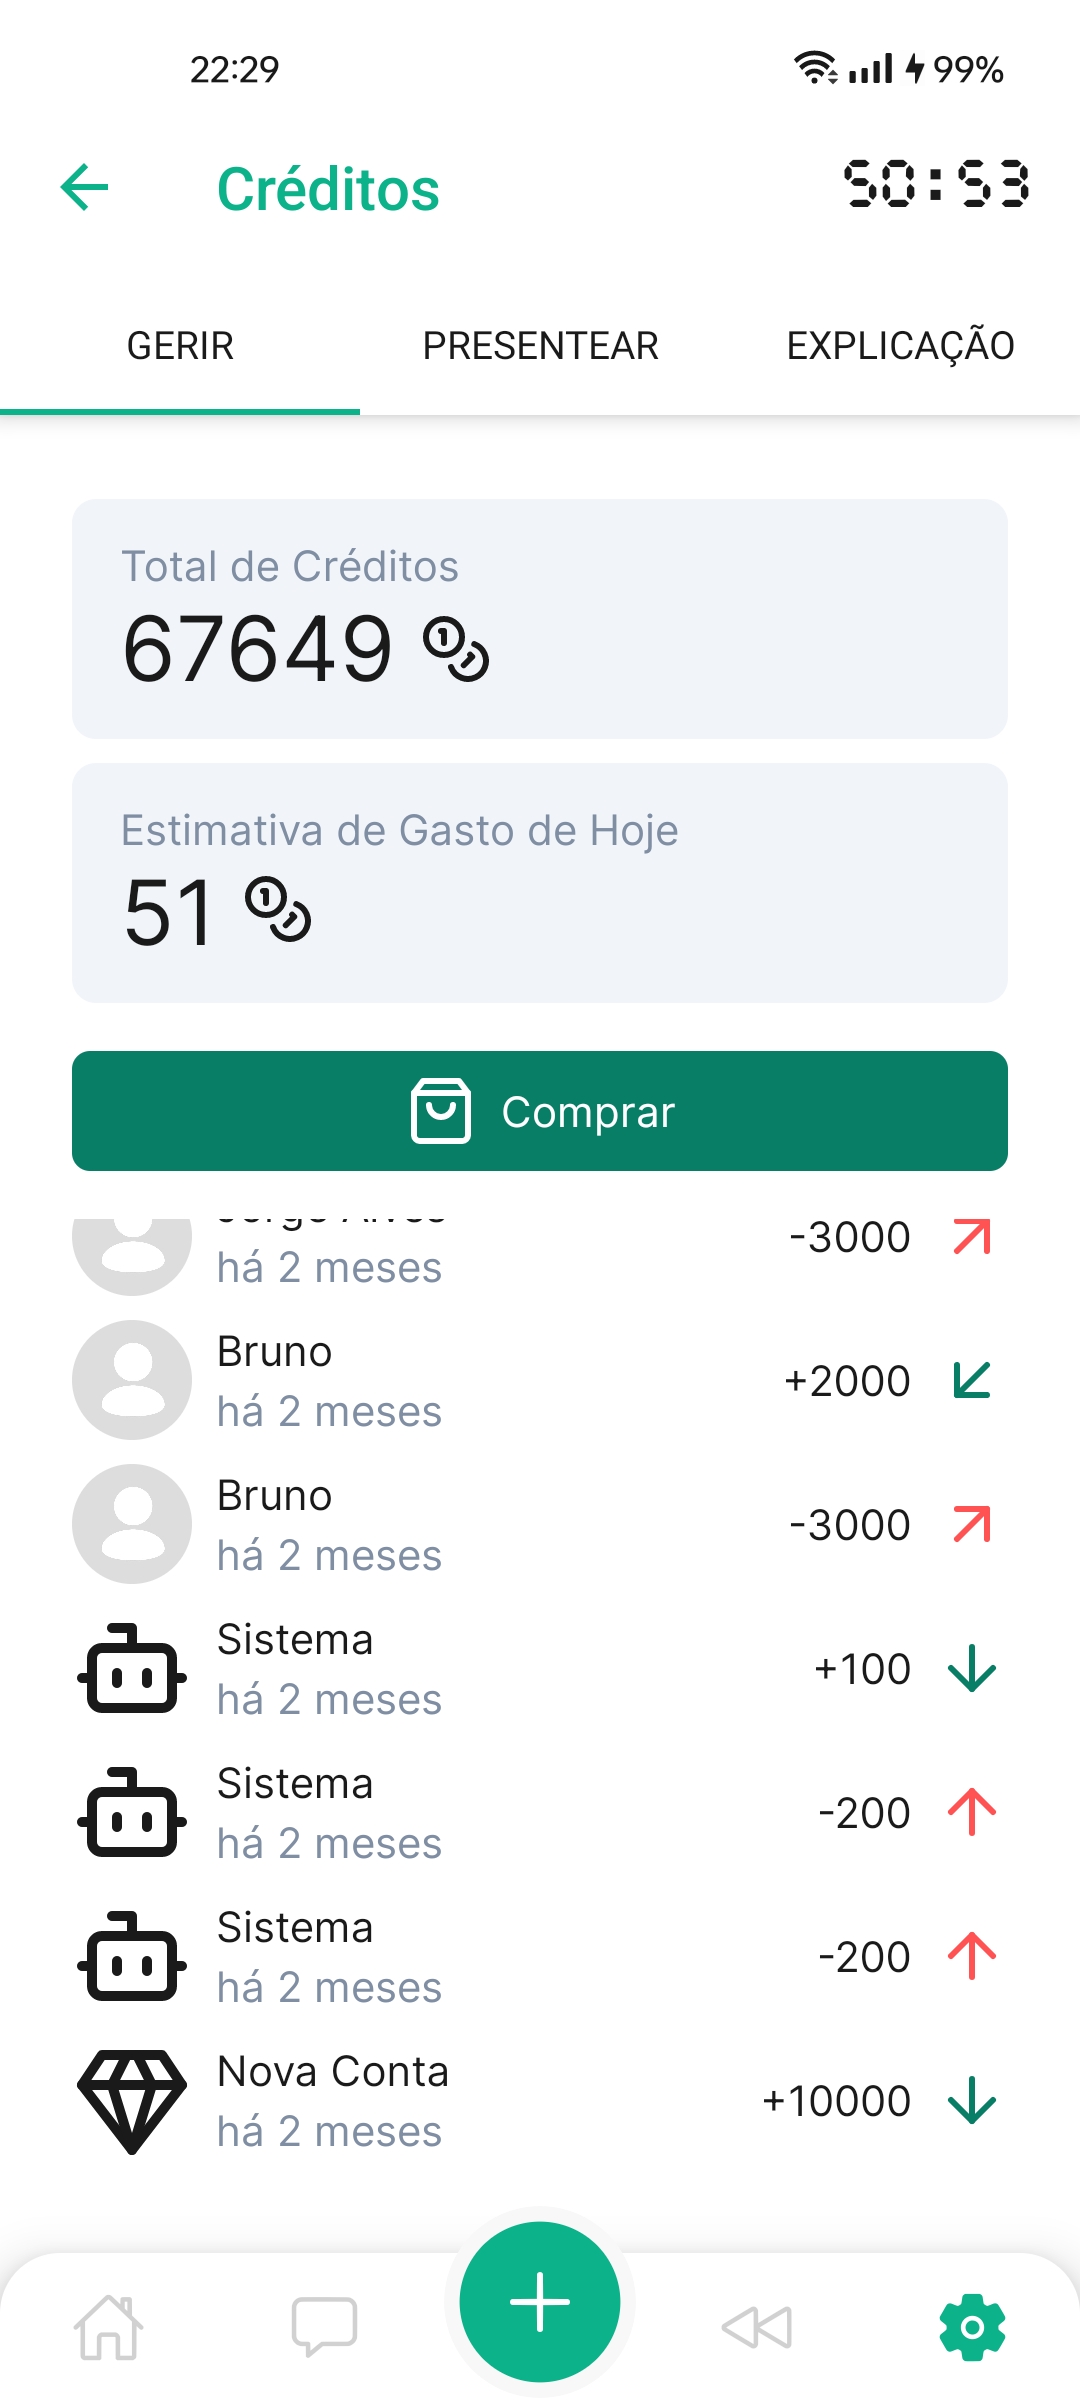 22:29
99%
Créditos
50:53
GERIR
PRESENTEAR
EXPLICAÇÃO
Total de Créditos
67649
Estimativa de Gasto de Hoje
51
Comprar
-3000
há 2 meses
Bruno
+2000
há 2 meses
Bruno
-3000
há 2 meses
Sistema
+100
há 2 meses
Sistema
-200
há 2 meses
Sistema
-200
há 2 meses
Nova Conta
+10000
há 2 meses